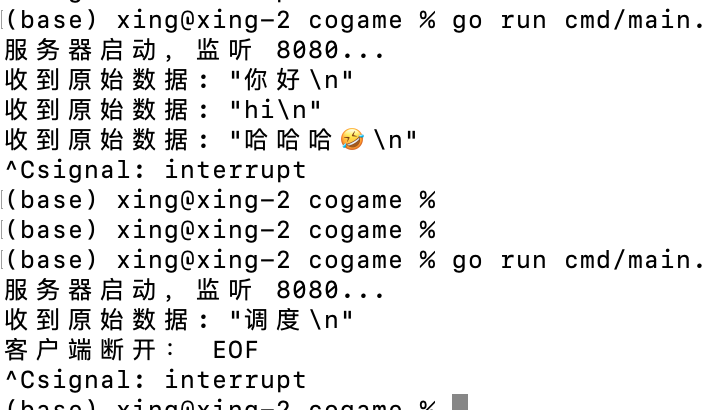 (base) xing@xing-2 cogame % go run cmd/main.
服务器启动，监听 8080...
收到原始数据: "你好\n"
收到原始数据: "hi\n"
收到原始数据: "哈哈哈🤣\n"
^Csignal: interrupt
(base) xing@xing-2 cogame %
(base) xing@xing-2 cogame %
(base) xing@xing-2 cogame % go run cmd/main.
服务器启动，监听 8080...
收到原始数据: "调度\n"
客户端断开： EOF
^Csignal: interrupt
(base) xing@xing-2 cogame %